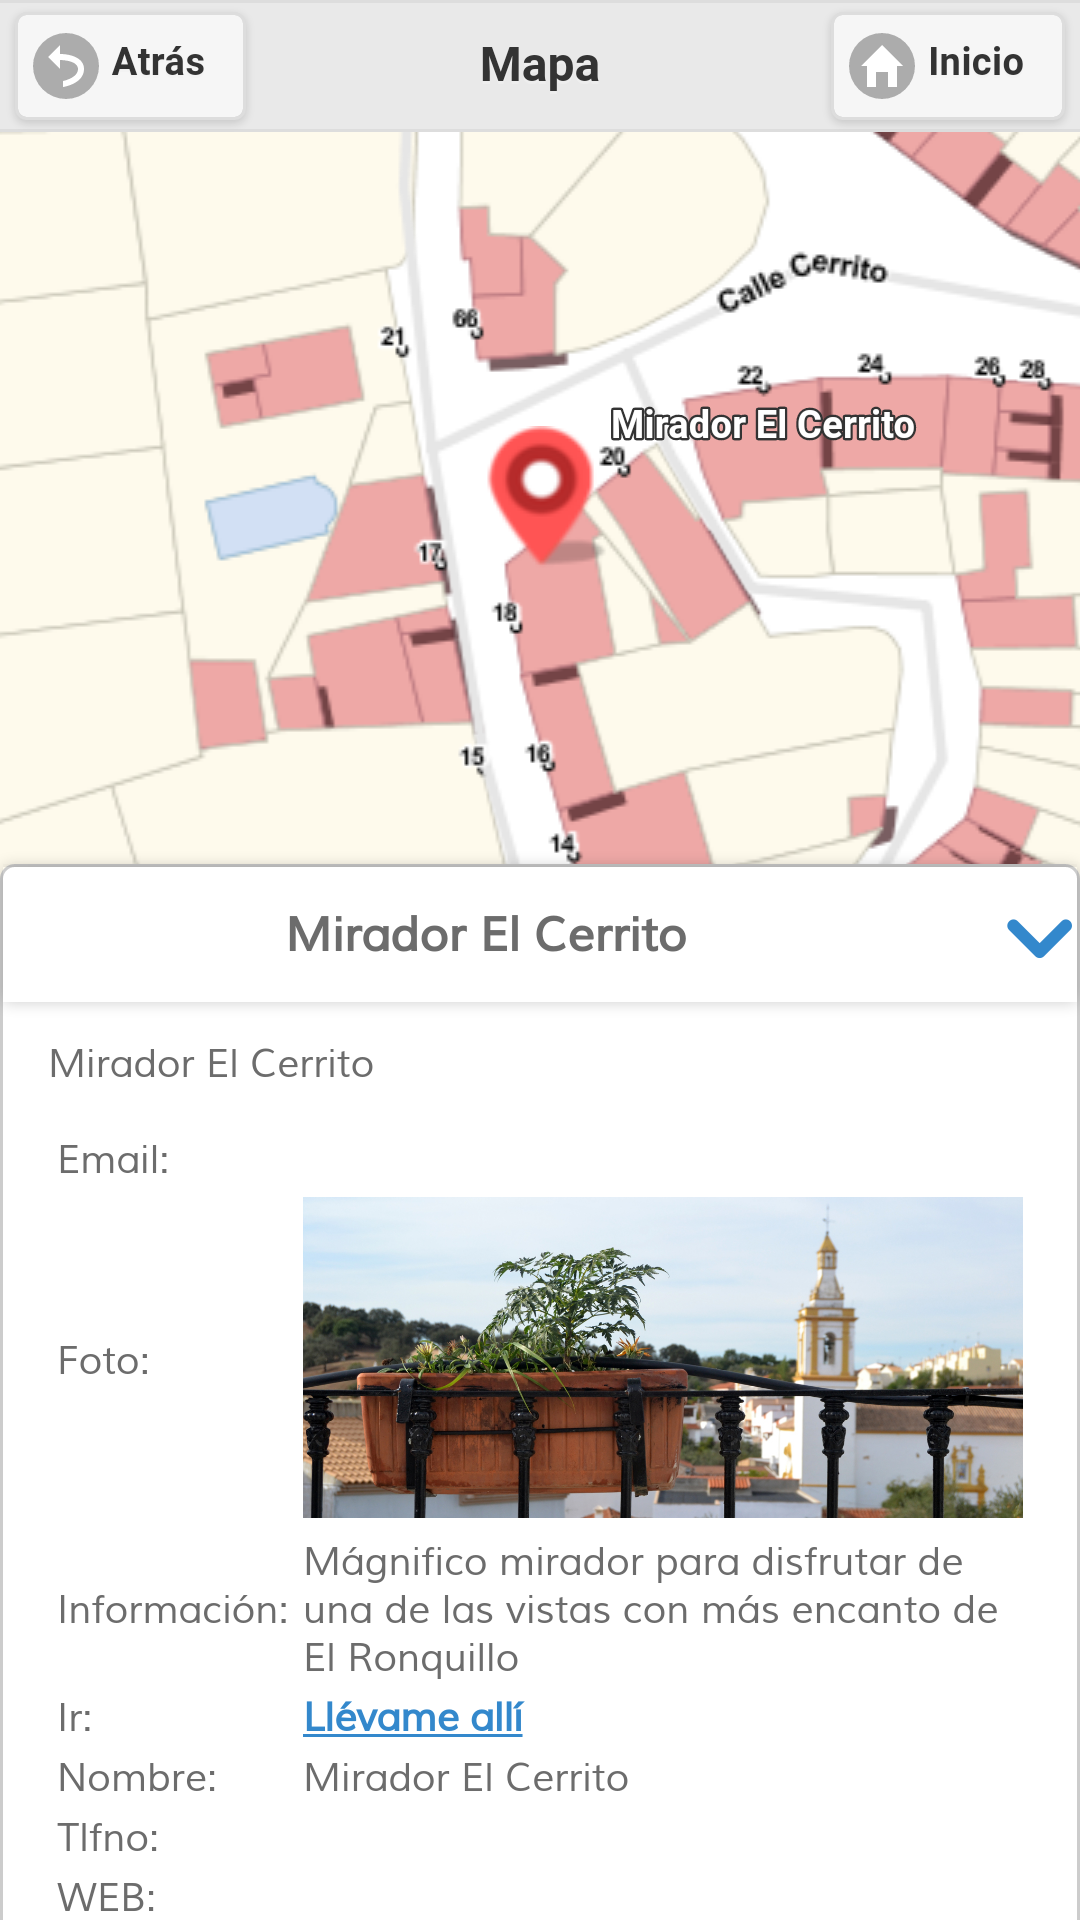 Atrás
Mapa
Inicio
Calle Cerrito
66
21
22
24
26
28
Mirador El Cerrito
20
17
18
15
16
14
Mirador El Cerrito
Mirador El Cerrito
Email:
Foto:
Información:
Mágnifico mirador para disfrutar de
una de las vistas con más encanto de
El Ronquillo
Ir:
Llévame allí
Nombre:
Mirador El Cerrito
Tlfno:
WEB: